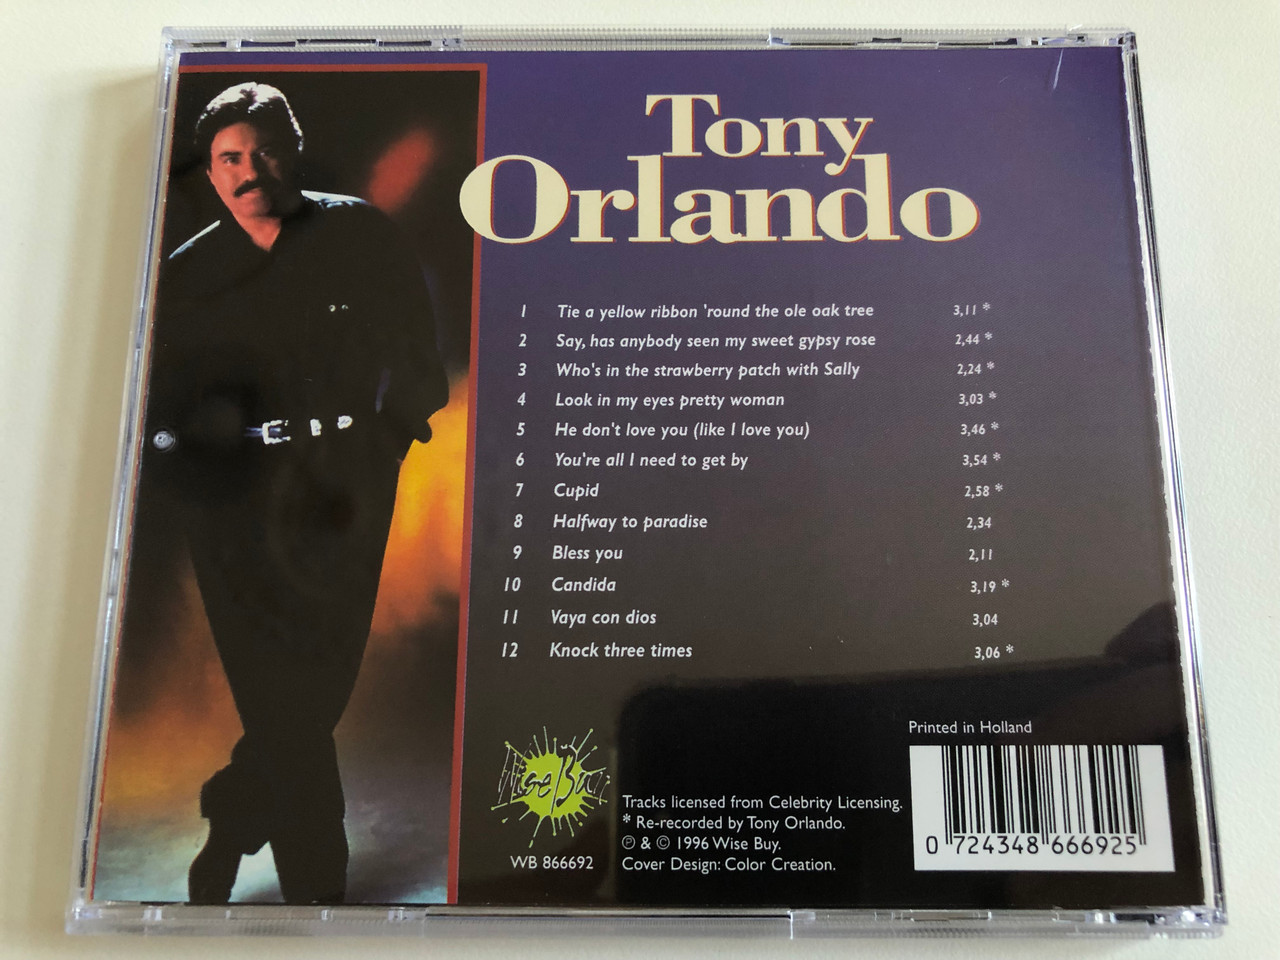 Tony
Orlando
1 Tie a yellow ribbon 'round the ole oak tree 3,11 *
2 Say, has anybody seen my sweet gypsy rose 2,44 *
3 Who's in the strawberry patch with Sally 2,24 *
4 Look in my eyes pretty woman 3,03 *
5 He don't love you (like I love you) 3,46 *
6 You're all I need to get by 3,54 *
7 Cupid 2,58 *
8 Halfway to paradise 2,34
9 Bless you 2,11
10 Candida 3,19 *
11 Vaya con dios 3,04
12 Knock three times 3,06 *
Wise Buy
WB 866692
Tracks licensed from Celebrity Licensing.
* Re-recorded by Tony Orlando.
℗ & © 1996 Wise Buy.
Cover Design: Color Creation.
Printed in Holland
0 724348 666925